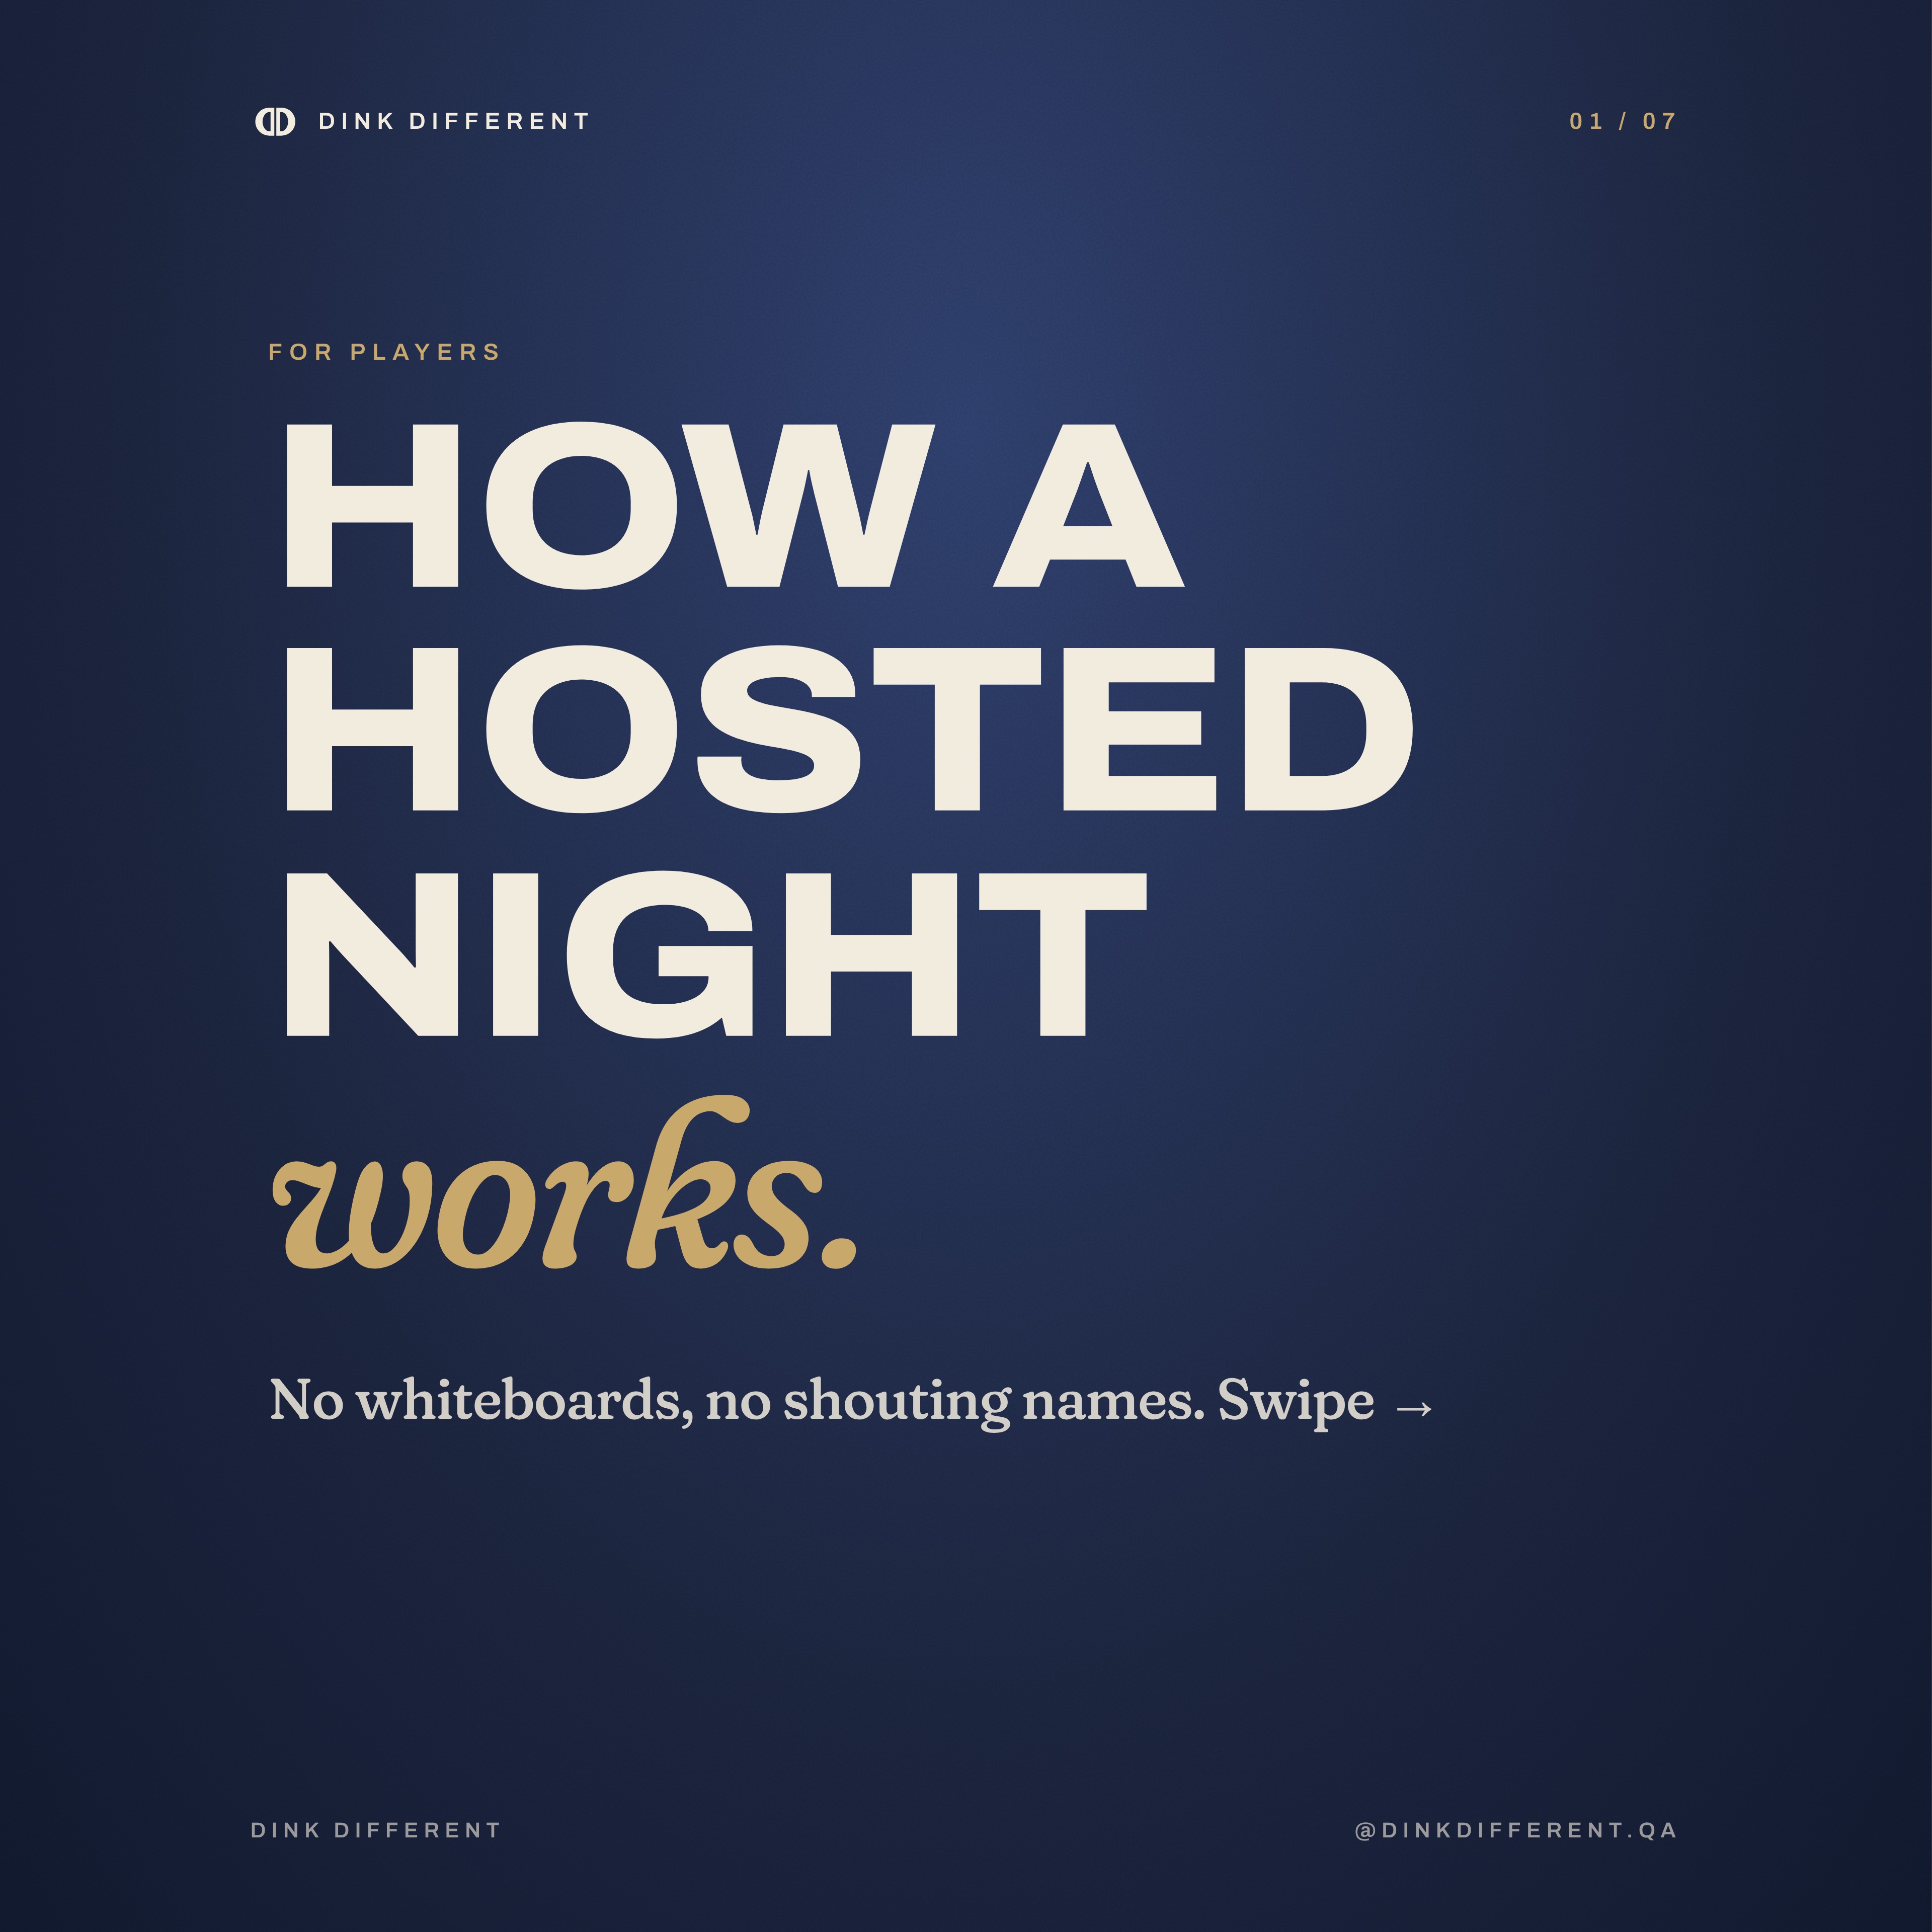 DINK DIFFERENT
01 / 07
FOR PLAYERS
HOW A
HOSTED
NIGHT
works.
No whiteboards, no shouting names. Swipe →
DINK DIFFERENT
@DINKDIFFERENT.QA